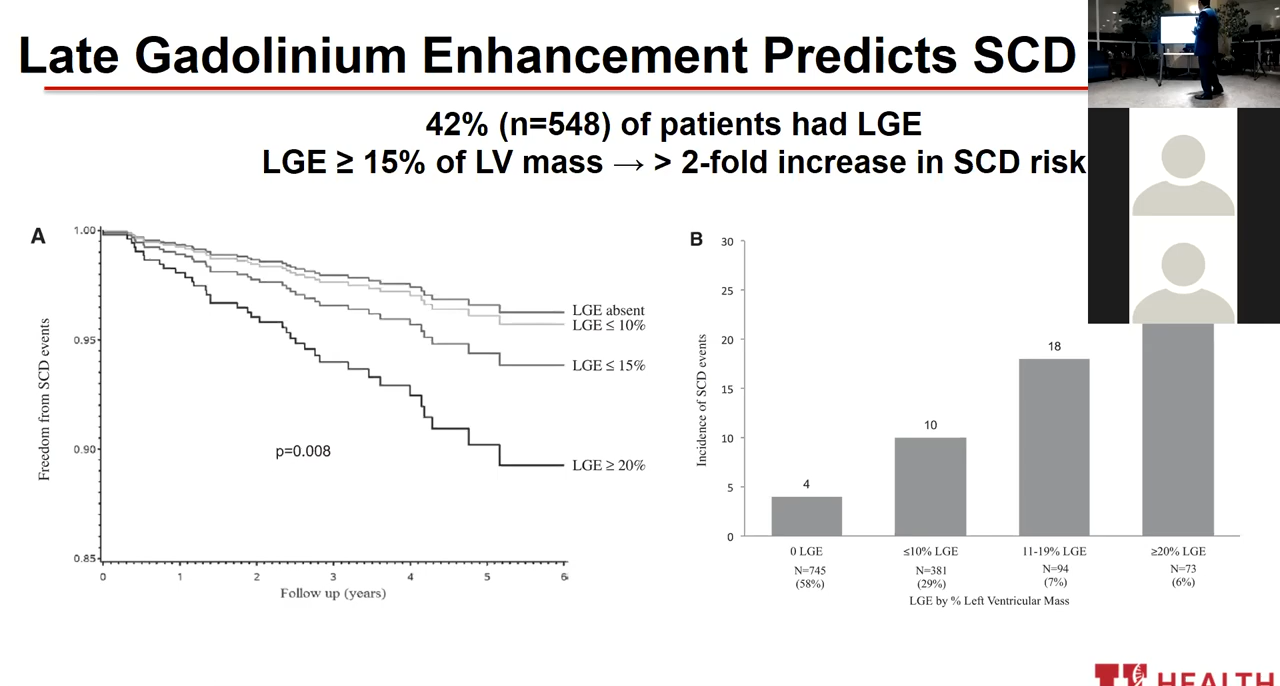 Late Gadolinium Enhancement Predicts SCD
42% (n=548) of patients had LGE
LGE ≥ 15% of LV mass → > 2-fold increase in SCD risk
A
Freedom from SCD events
1.00
0.95
0.90
0.85
LGE absent
LGE ≤ 10%
LGE ≤ 15%
LGE ≥ 20%
p=0.008
0 1 2 3 4 5 6
Follow up (years)
B
Incidence of SCD events
30
25
20
15
10
5
0
4
10
18
0 LGE ≤10% LGE 11-19% LGE ≥20% LGE
N=745 N=381 N=94 N=73
(58%) (29%) (7%) (6%)
LGE by % Left Ventricular Mass
HEALTH